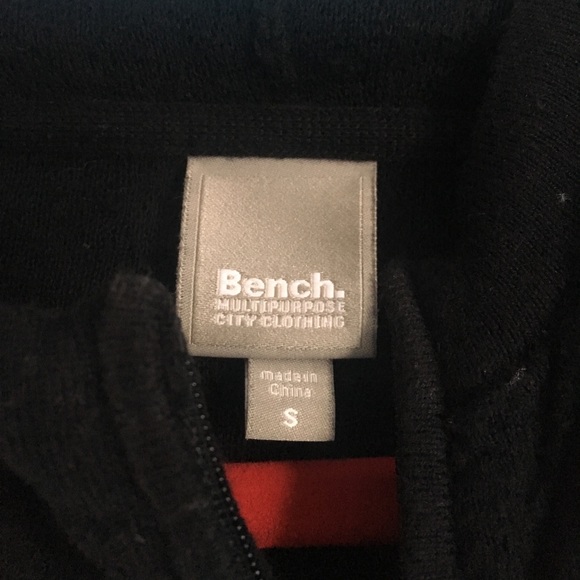 Bench.
MULTIPURPOSE
CITY CLOTHING
made in
China
S